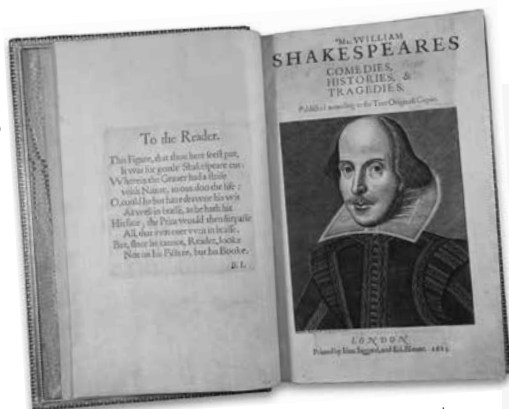 To the Reader.
This Figure, that thou here seest put,
It was for gentle Shakespeare cut:
Wherein the Graver had a strife
with Nature, to out-doo the life:
O, could he but have drawne his wit
As well in brasse, as he hath hit
His face, the Print would then surpasse
All, that was ever writ in brasse.
But, since he cannot, Reader, looke
Not on his Picture, but his Booke.
B. I.
Mr. WILLIAM
SHAKESPEARES
COMEDIES,
HISTORIES, &
TRAGEDIES.
Published according to the True Originall Copies.
LONDON
Printed by Isaac Iaggard, and Ed. Blount. 1623.